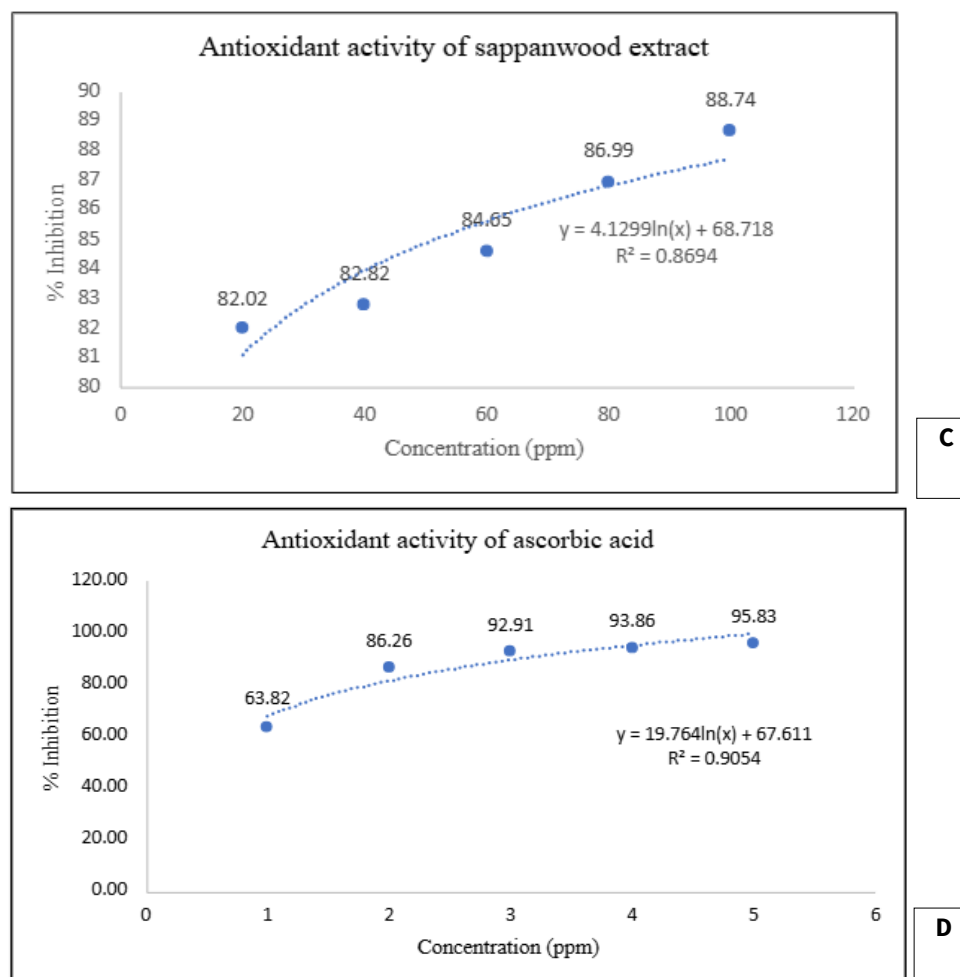 Antioxidant activity of sappanwood extract
% Inhibition
90
89
88
87
86
85
84
83
82
81
80
82.02
82.82
84.65
86.99
88.74
y = 4.1299ln(x) + 68.718
R² = 0.8694
0 20 40 60 80 100 120
Concentration (ppm)
C
Antioxidant activity of ascorbic acid
% Inhibition
120.00
100.00
80.00
60.00
40.00
20.00
0.00
63.82
86.26
92.91
93.86
95.83
y = 19.764ln(x) + 67.611
R² = 0.9054
0 1 2 3 4 5 6
Concentration (ppm)
D